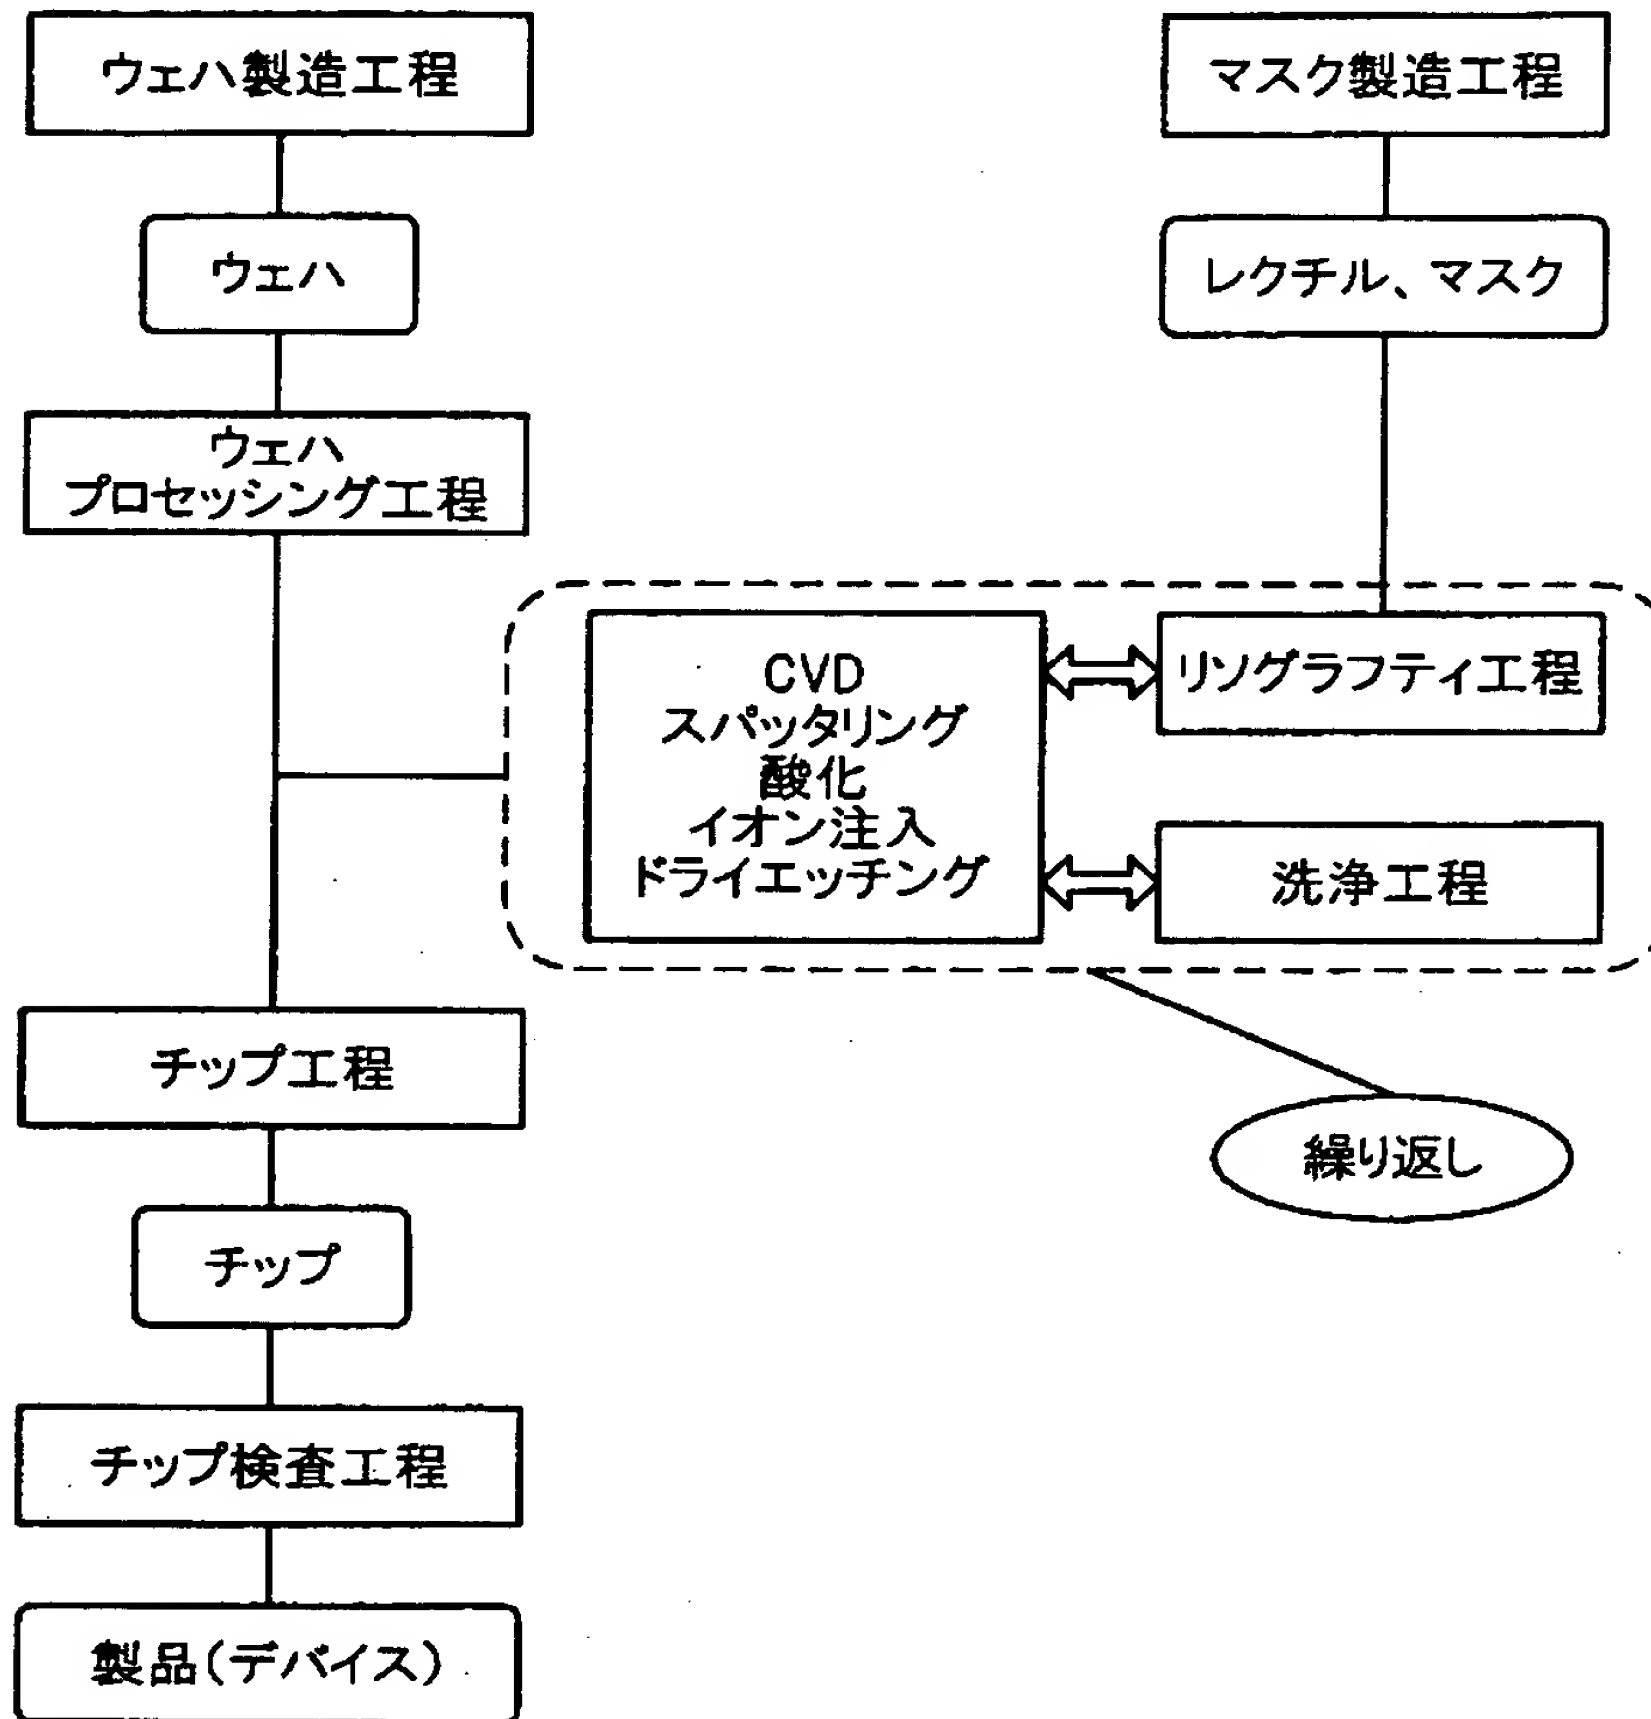 ウェハ製造工程
マスク製造工程
ウェハ
レクチル、マスク
ウェハ
プロセッシング工程
CVD
スパッタリング
酸化
イオン注入
ドライエッチング
リソグラフティ工程
洗浄工程
チップ工程
繰り返し
チップ
チップ検査工程
製品(デバイス)